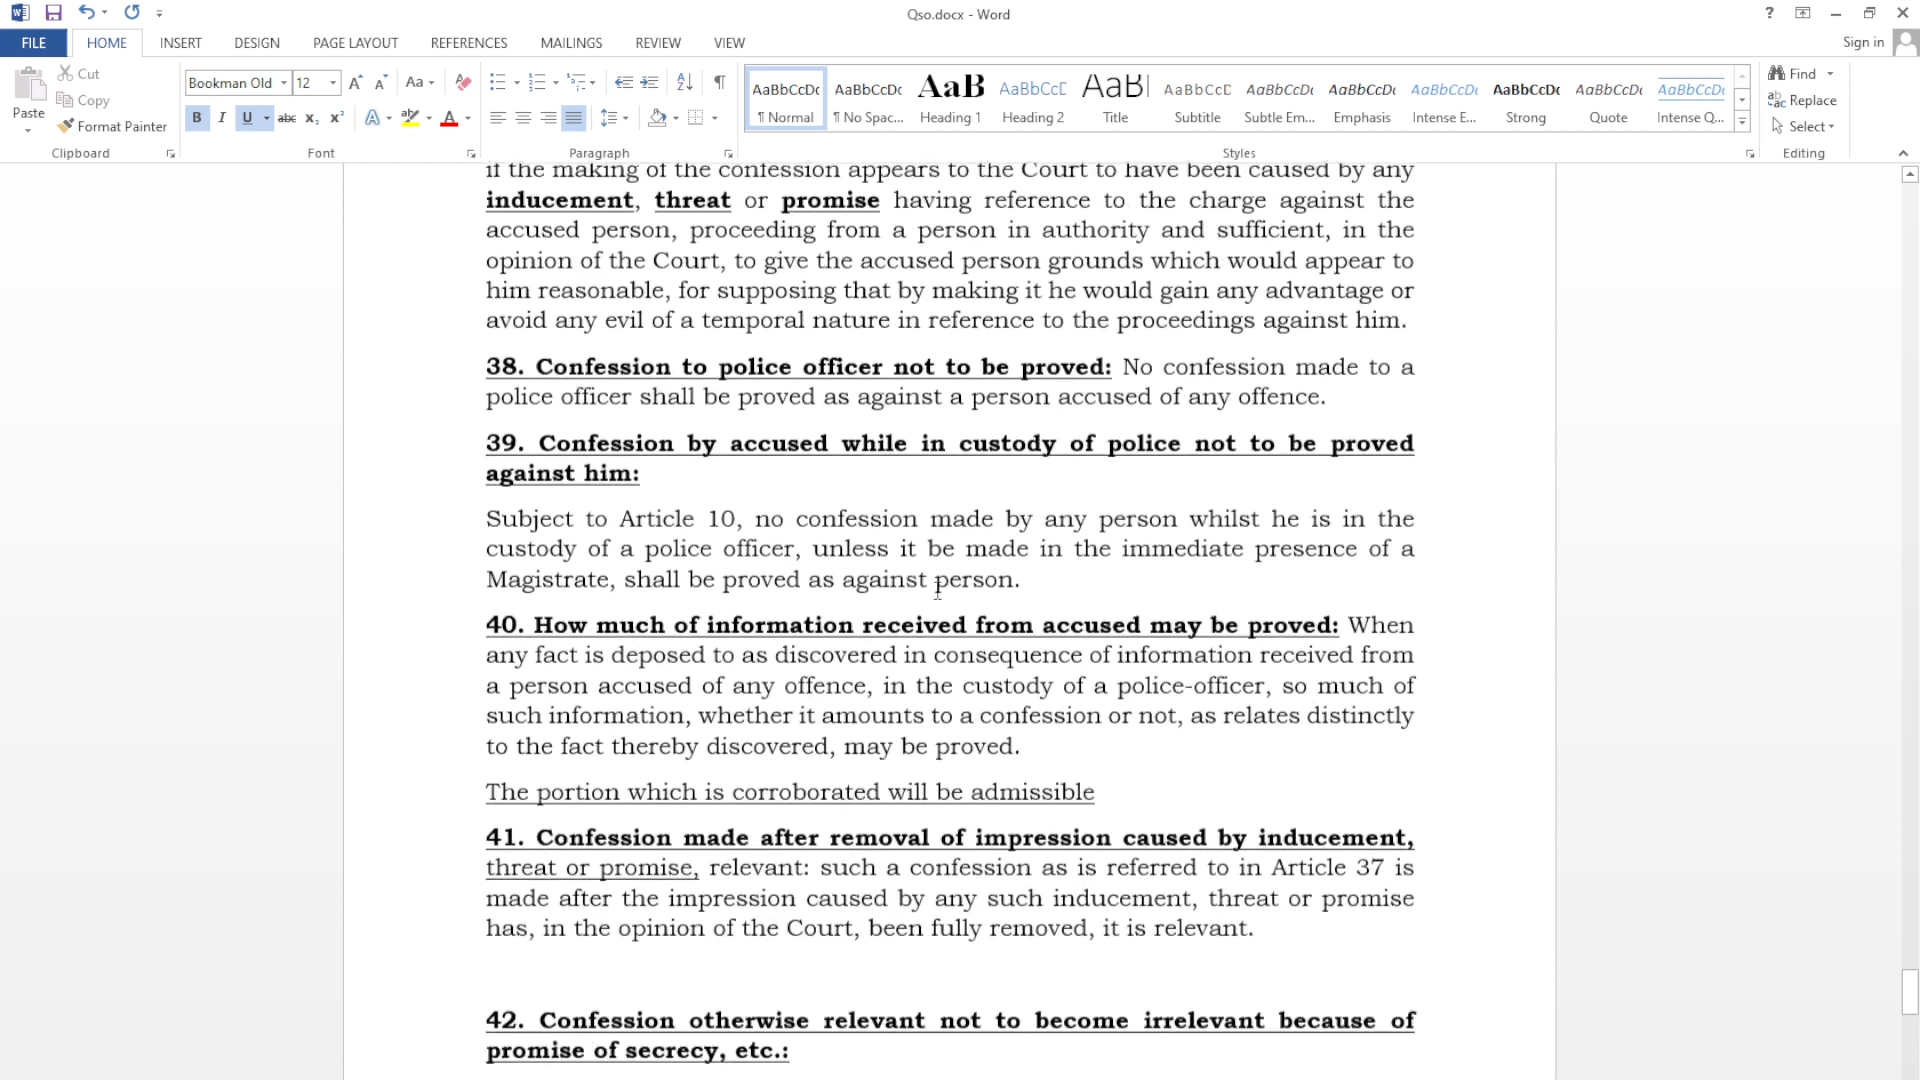 Qso.docx - Word
?
FILE HOME INSERT DESIGN PAGE LAYOUT REFERENCES MAILINGS REVIEW VIEW
Sign in
Paste
Cut
Copy
Format Painter
Clipboard
Bookman Old 12
Aa
B I U abc x₂ x²
Font
Paragraph
AaBbCcDc AaBbCcDc AaB AaBbCcC AaB AaBbCcC AaBbCcDc AaBbCcDc AaBbCcDc AaBbCcDc AaBbCcDc AaBbCcDc
¶ Normal ¶ No Spac... Heading 1 Heading 2 Title Subtitle Subtle Em... Emphasis Intense E... Strong Quote Intense Q...
Styles
Find
Replace
Select
Editing
if the making of the confession appears to the Court to have been caused by any
inducement, threat or promise having reference to the charge against the
accused person, proceeding from a person in authority and sufficient, in the
opinion of the Court, to give the accused person grounds which would appear to
him reasonable, for supposing that by making it he would gain any advantage or
avoid any evil of a temporal nature in reference to the proceedings against him.
38. Confession to police officer not to be proved: No confession made to a
police officer shall be proved as against a person accused of any offence.
39. Confession by accused while in custody of police not to be proved
against him:
Subject to Article 10, no confession made by any person whilst he is in the
custody of a police officer, unless it be made in the immediate presence of a
Magistrate, shall be proved as against person.
40. How much of information received from accused may be proved: When
any fact is deposed to as discovered in consequence of information received from
a person accused of any offence, in the custody of a police-officer, so much of
such information, whether it amounts to a confession or not, as relates distinctly
to the fact thereby discovered, may be proved.
The portion which is corroborated will be admissible
41. Confession made after removal of impression caused by inducement,
threat or promise, relevant: such a confession as is referred to in Article 37 is
made after the impression caused by any such inducement, threat or promise
has, in the opinion of the Court, been fully removed, it is relevant.
42. Confession otherwise relevant not to become irrelevant because of
promise of secrecy, etc.: